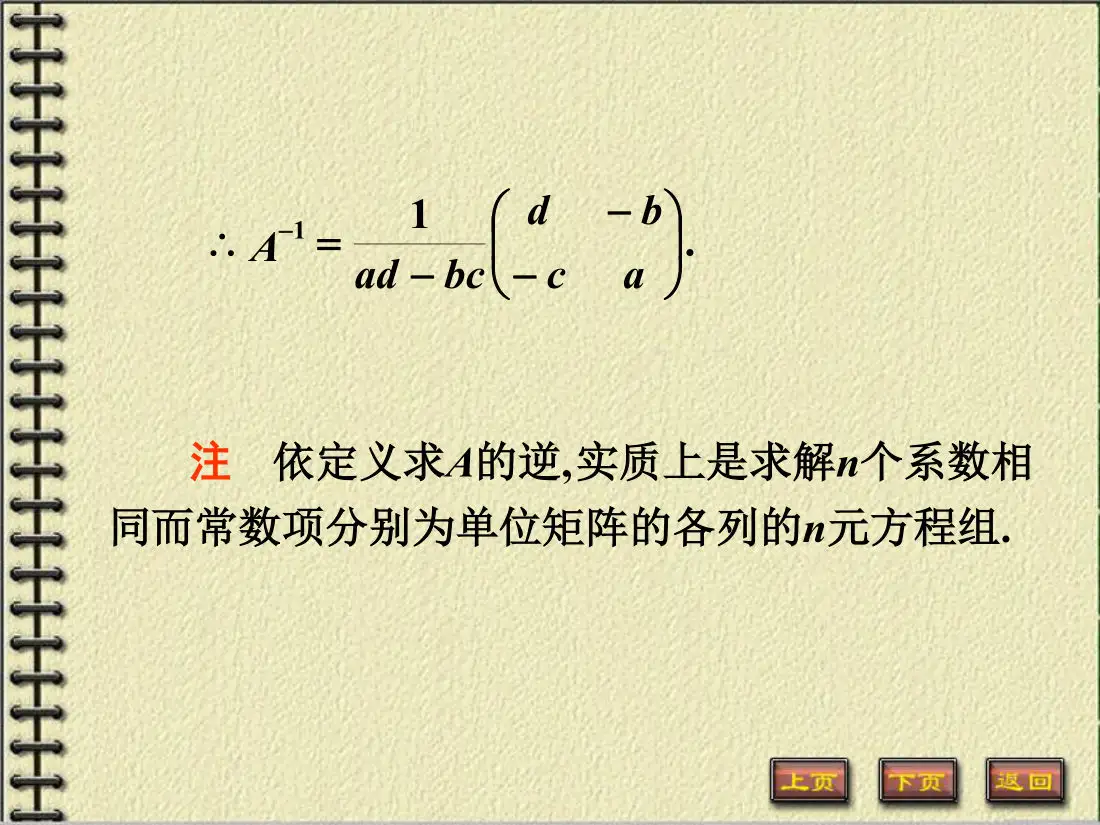 ∴ A⁻¹ = 1/(ad − bc) ( d −b ; −c a ).
注 依定义求A的逆,实质上是求解n个系数相
同而常数项分别为单位矩阵的各列的n元方程组.
上页 下页 返回